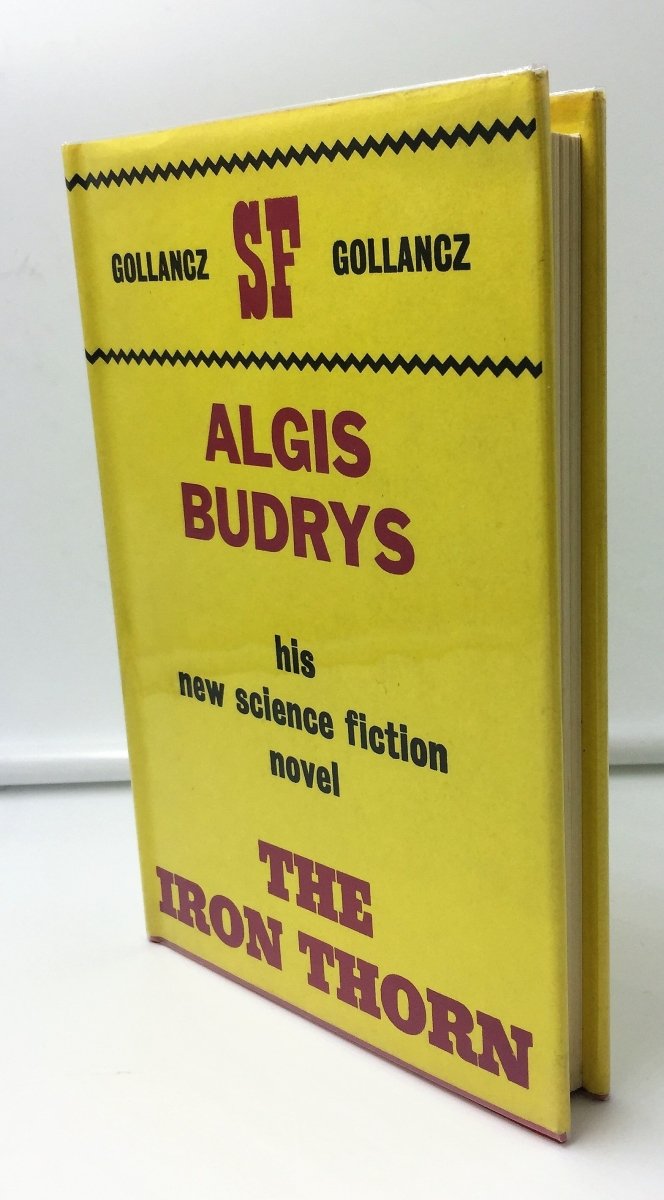 GOLLANCZ SF GOLLANCZ
ALGIS
BUDRYS
his
new science fiction
novel
THE
IRON THORN